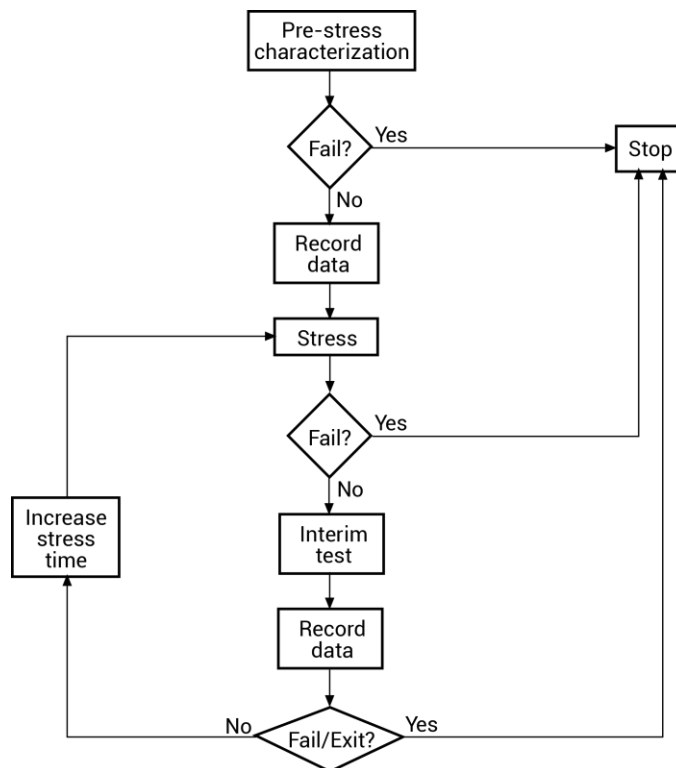 Pre-stress
characterization
Fail?
Yes
Stop
No
Record
data
Stress
Fail?
Yes
No
Increase
stress
time
Interim
test
Record
data
No
Fail/Exit?
Yes